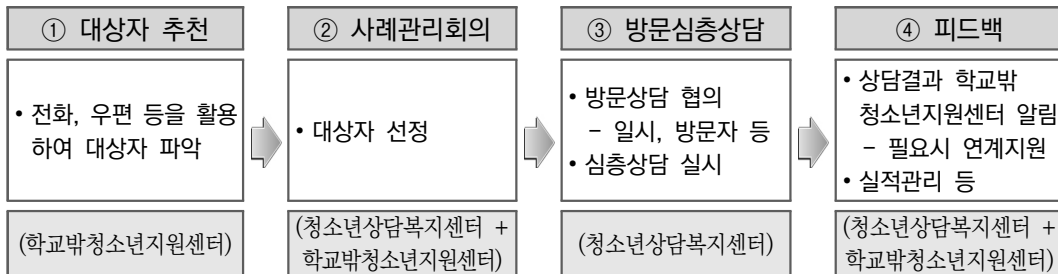 ① 대상자 추천
• 전화, 우편 등을 활용
하여 대상자 파악
(학교밖청소년지원센터)
② 사례관리회의
• 대상자 선정
(청소년상담복지센터 +
학교밖청소년지원센터)
③ 방문심층상담
• 방문상담 협의
- 일시, 방문자 등
• 심층상담 실시
(청소년상담복지센터)
④ 피드백
• 상담결과 학교밖
청소년지원센터 알림
- 필요시 연계지원
• 실적관리 등
(청소년상담복지센터 +
학교밖청소년지원센터)